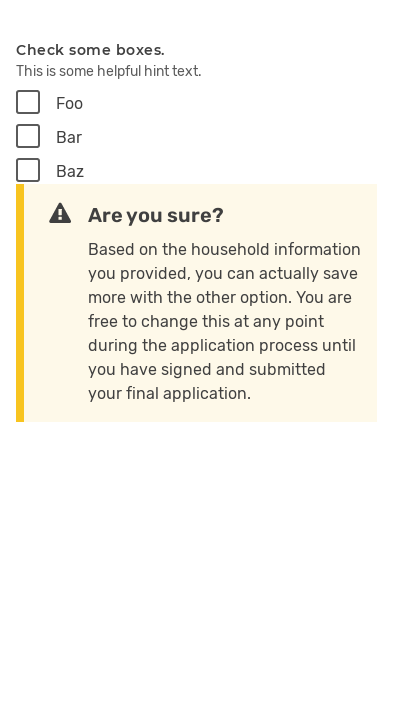 Check some boxes.
This is some helpful hint text.
Foo
Bar
Baz
Are you sure?
Based on the household information
you provided, you can actually save
more with the other option. You are
free to change this at any point
during the application process until
you have signed and submitted
your final application.